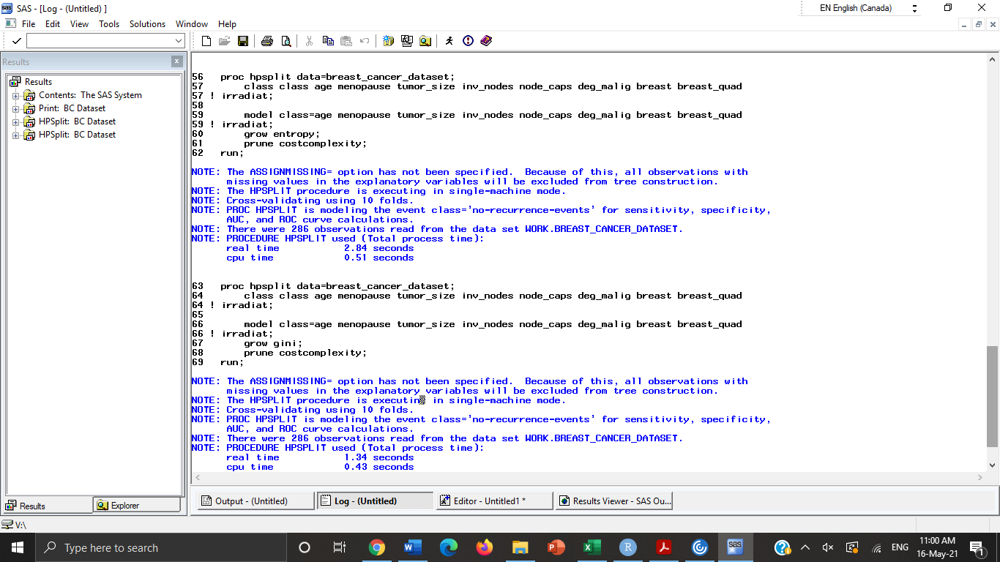 SAS - [Log - (Untitled) ]
EN English (Canada)
File Edit View Tools Solutions Window Help
Results
Results
Contents: The SAS System
Print: BC Dataset
HPSplit: BC Dataset
HPSplit: BC Dataset
56 proc hpsplit data=breast_cancer_dataset;
57 class class age menopause tumor_size inv_nodes node_caps deg_malig breast breast_quad
57 ! irradiat;
58
59 model class=age menopause tumor_size inv_nodes node_caps deg_malig breast breast_quad
59 ! irradiat;
60 grow entropy;
61 prune costcomplexity;
62 run;
NOTE: The ASSIGNMISSING= option has not been specified. Because of this, all observations with
missing values in the explanatory variables will be excluded from tree construction.
NOTE: The HPSPLIT procedure is executing in single-machine mode.
NOTE: Cross-validating using 10 folds.
NOTE: PROC HPSPLIT is modeling the event class='no-recurrence-events' for sensitivity, specificity,
AUC, and ROC curve calculations.
NOTE: There were 286 observations read from the data set WORK.BREAST_CANCER_DATASET.
NOTE: PROCEDURE HPSPLIT used (Total process time):
real time 2.84 seconds
cpu time 0.51 seconds
63 proc hpsplit data=breast_cancer_dataset;
64 class class age menopause tumor_size inv_nodes node_caps deg_malig breast breast_quad
64 ! irradiat;
65
66 model class=age menopause tumor_size inv_nodes node_caps deg_malig breast breast_quad
66 ! irradiat;
67 grow gini;
68 prune costcomplexity;
69 run;
NOTE: The ASSIGNMISSING= option has not been specified. Because of this, all observations with
missing values in the explanatory variables will be excluded from tree construction.
NOTE: The HPSPLIT procedure is executing in single-machine mode.
NOTE: Cross-validating using 10 folds.
NOTE: PROC HPSPLIT is modeling the event class='no-recurrence-events' for sensitivity, specificity,
AUC, and ROC curve calculations.
NOTE: There were 286 observations read from the data set WORK.BREAST_CANCER_DATASET.
NOTE: PROCEDURE HPSPLIT used (Total process time):
real time 1.34 seconds
cpu time 0.43 seconds
Results Explorer
Output - (Untitled) Log - (Untitled) Editor - Untitled1 * Results Viewer - SAS Ou...
V:\
Type here to search
ENG
11:00 AM
16-May-21
1